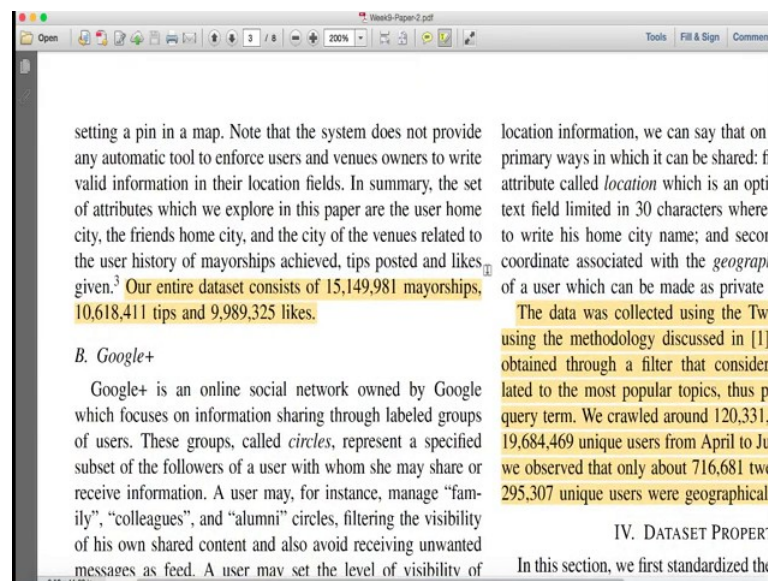 Week9-Paper-2.pdf
Open
3 / 8
200%
Tools
Fill & Sign
Commen
setting a pin in a map. Note that the system does not provide
any automatic tool to enforce users and venues owners to write
valid information in their location fields. In summary, the set
of attributes which we explore in this paper are the user home
city, the friends home city, and the city of the venues related to
the user history of mayorships achieved, tips posted and likes
given.3 Our entire dataset consists of 15,149,981 mayorships,
10,618,411 tips and 9,989,325 likes.
B. Google+
Google+ is an online social network owned by Google
which focuses on information sharing through labeled groups
of users. These groups, called circles, represent a specified
subset of the followers of a user with whom she may share or
receive information. A user may, for instance, manage “fam-
ily”, “colleagues”, and “alumni” circles, filtering the visibility
of his own shared content and also avoid receiving unwanted
messages as feed. A user may set the level of visibility of
location information, we can say that on
primary ways in which it can be shared: fi
attribute called location which is an opti
text field limited in 30 characters where
to write his home city name; and secon
coordinate associated with the geograph
of a user which can be made as private
The data was collected using the Tw
using the methodology discussed in [1]
obtained through a filter that consider
lated to the most popular topics, thus p
query term. We crawled around 120,331,
19,684,469 unique users from April to Ju
we observed that only about 716,681 twe
295,307 unique users were geographical
IV. DATASET PROPERT
In this section, we first standardized the